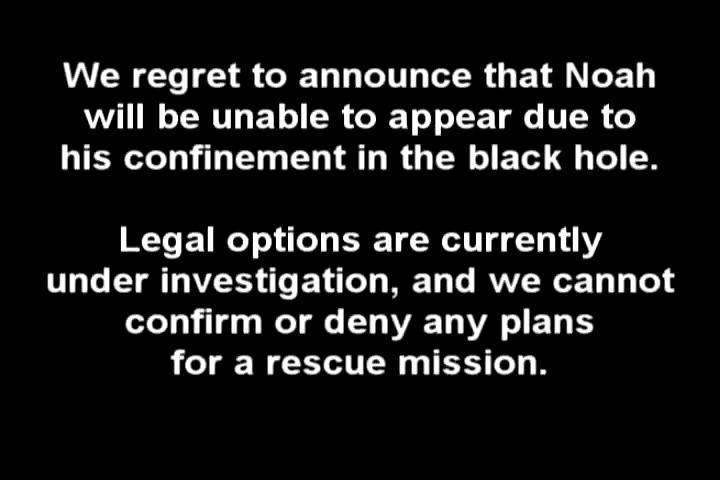 We regret to announce that Noah
will be unable to appear due to
his confinement in the black hole.
Legal options are currently
under investigation, and we cannot
confirm or deny any plans
for a rescue mission.